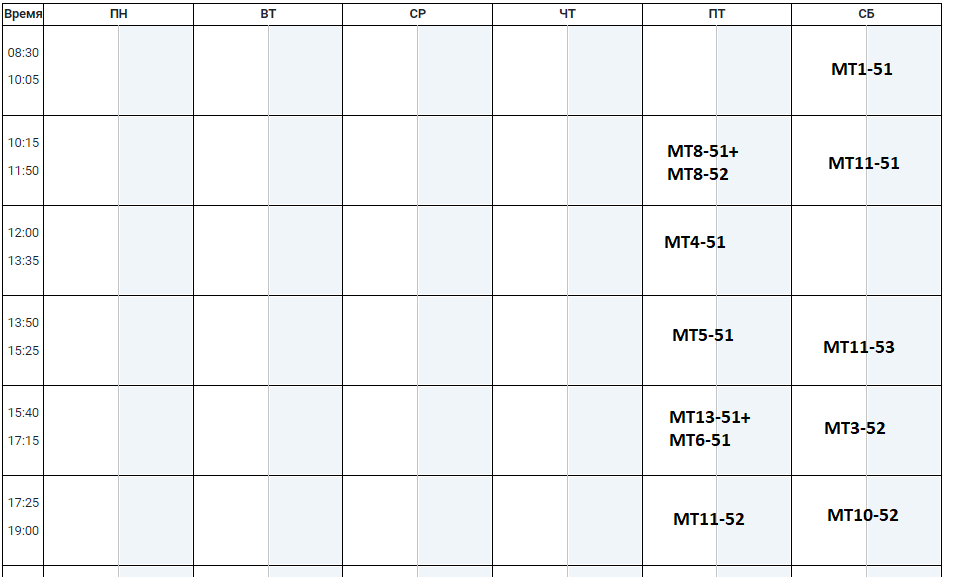 Время ПН ВТ СР ЧТ ПТ СБ
08:30
10:05
МТ1-51
10:15
11:50
МТ8-51+
МТ8-52
МТ11-51
12:00
13:35
МТ4-51
13:50
15:25
МТ5-51
МТ11-53
15:40
17:15
МТ13-51+
МТ6-51
МТ3-52
17:25
19:00
МТ11-52
МТ10-52